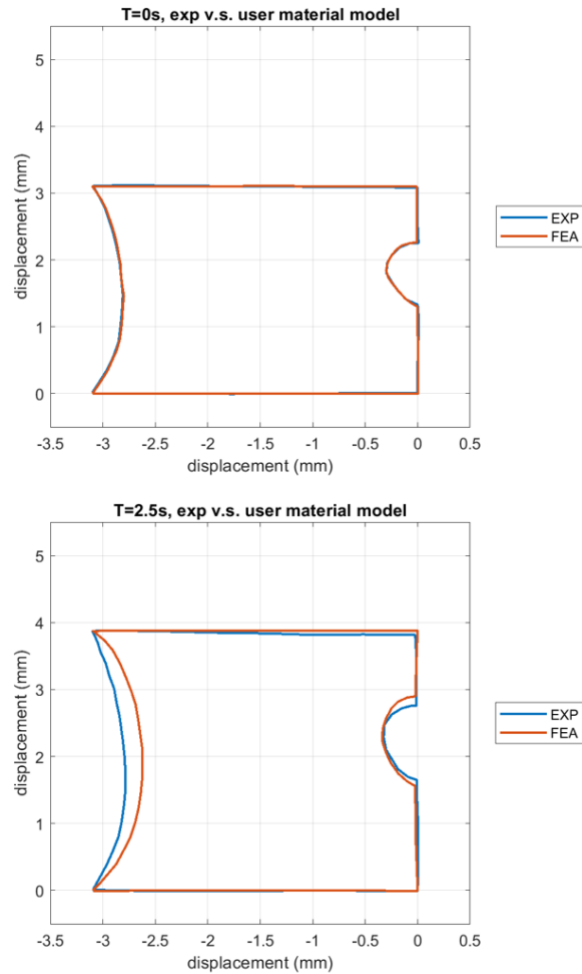 T=0s, exp v.s. user material model
5
4
3
2
1
0
displacement (mm)
-3.5 -3 -2.5 -2 -1.5 -1 -0.5 0 0.5
displacement (mm)
EXP
FEA
T=2.5s, exp v.s. user material model
5
4
3
2
1
0
displacement (mm)
-3.5 -3 -2.5 -2 -1.5 -1 -0.5 0 0.5
displacement (mm)
EXP
FEA